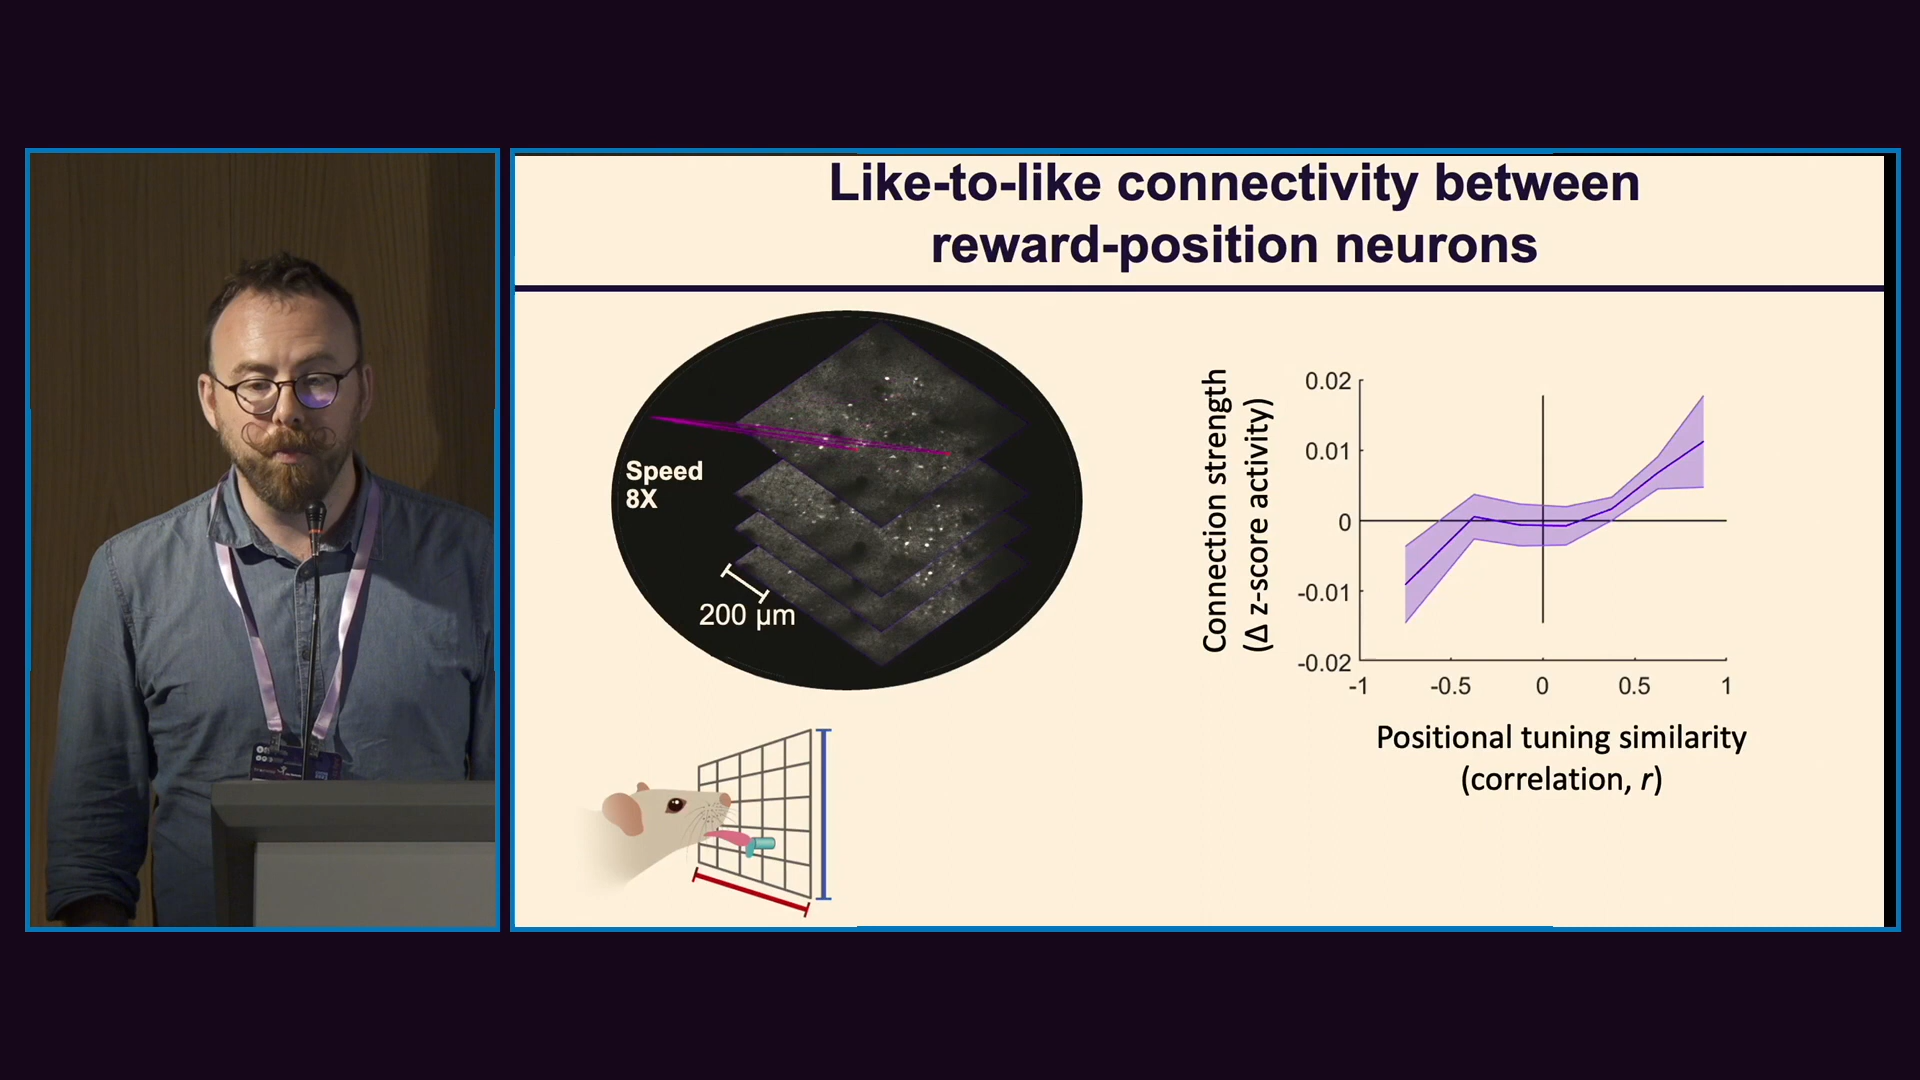 Like-to-like connectivity between
reward-position neurons
Speed
8X
200 µm
Connection strength
(Δ z-score activity)
0.02
0.01
0
-0.01
-0.02
-1
-0.5
0
0.5
1
Positional tuning similarity
(correlation, r)